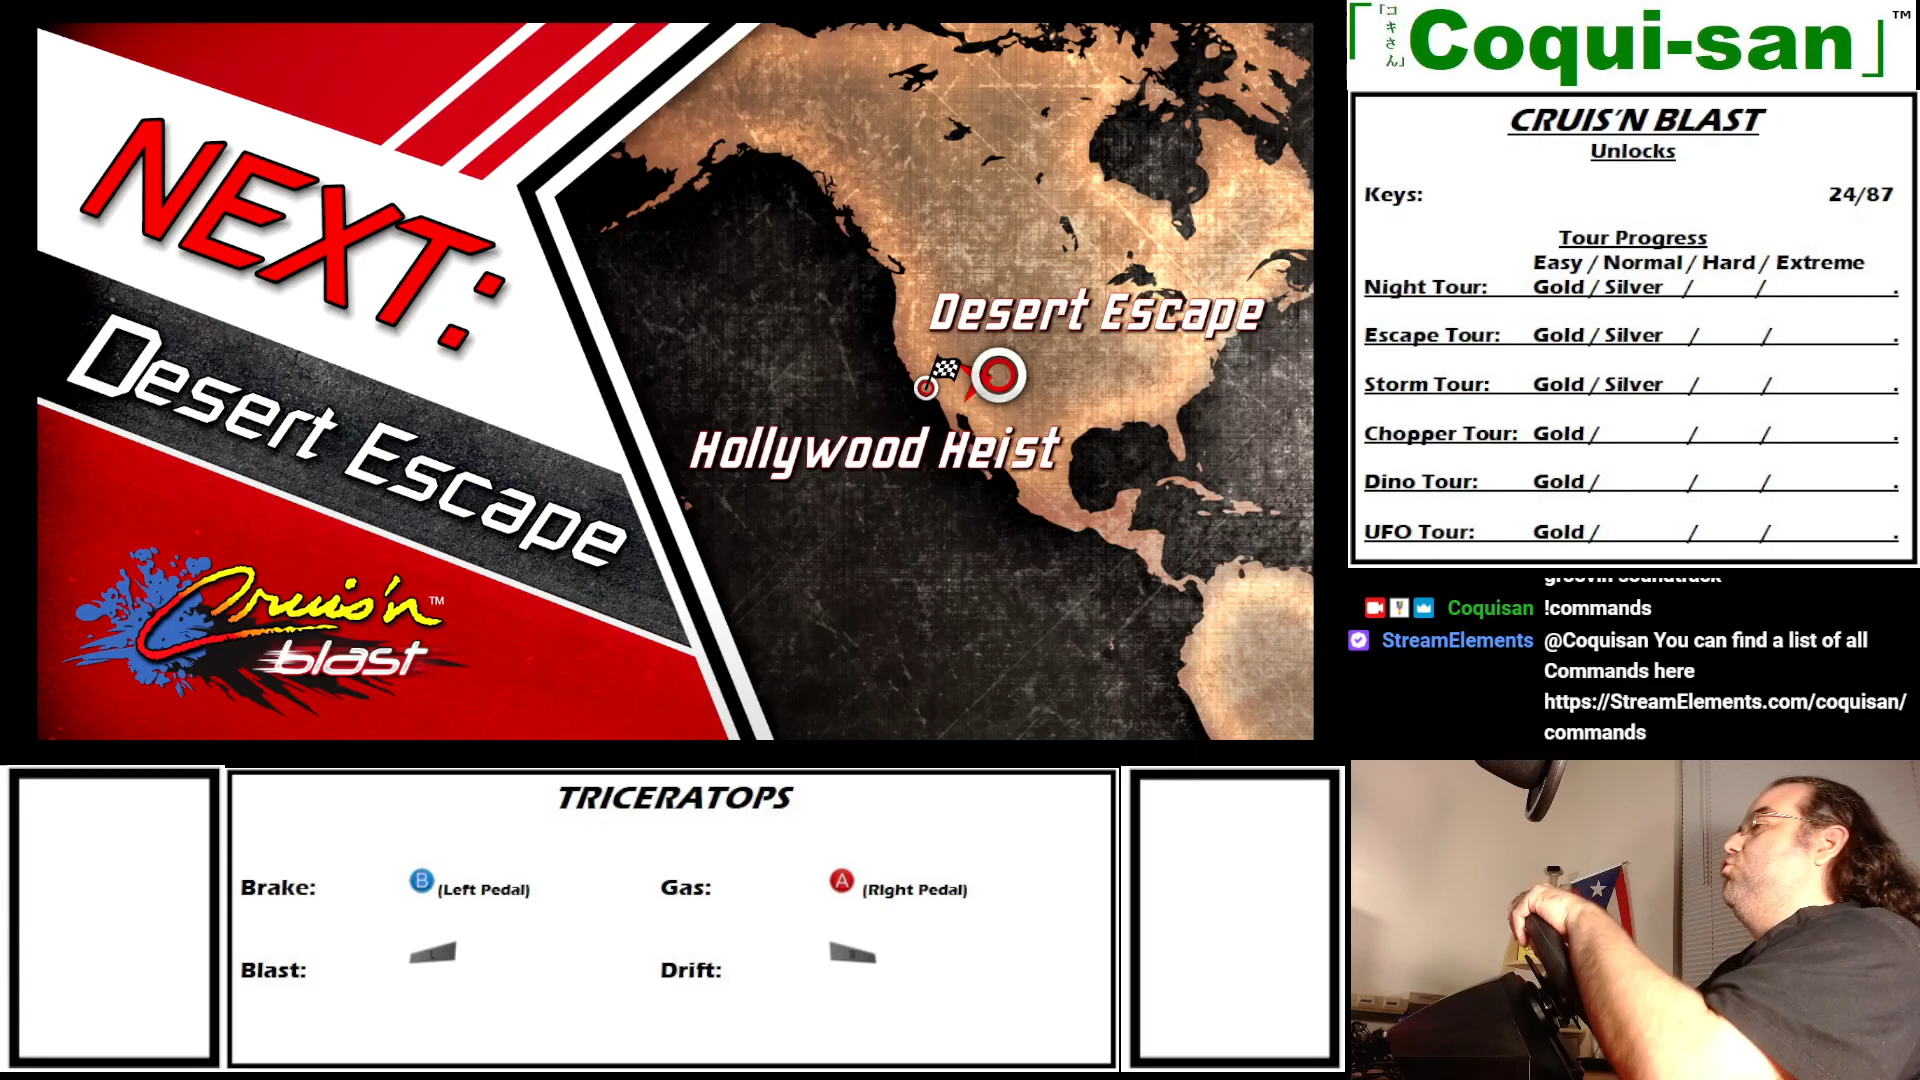 NEXT:
Desert Escape
Cruis'n™
blast
Desert Escape
Hollywood Heist
「コキさん」
「Coqui-san」™
CRUIS'N BLAST
Unlocks
Keys: 24/87
Tour Progress
Easy / Normal / Hard / Extreme
Night Tour: Gold / Silver / / .
Escape Tour: Gold / Silver / / .
Storm Tour: Gold / Silver / / .
Chopper Tour: Gold / / / .
Dino Tour: Gold / / / .
UFO Tour: Gold / / / .
Coquisan !commands
StreamElements @Coquisan You can find a list of all
Commands here
https://StreamElements.com/coquisan/
commands
TRICERATOPS
Brake: B (Left Pedal) Gas: A (Right Pedal)
Blast: L Drift: R